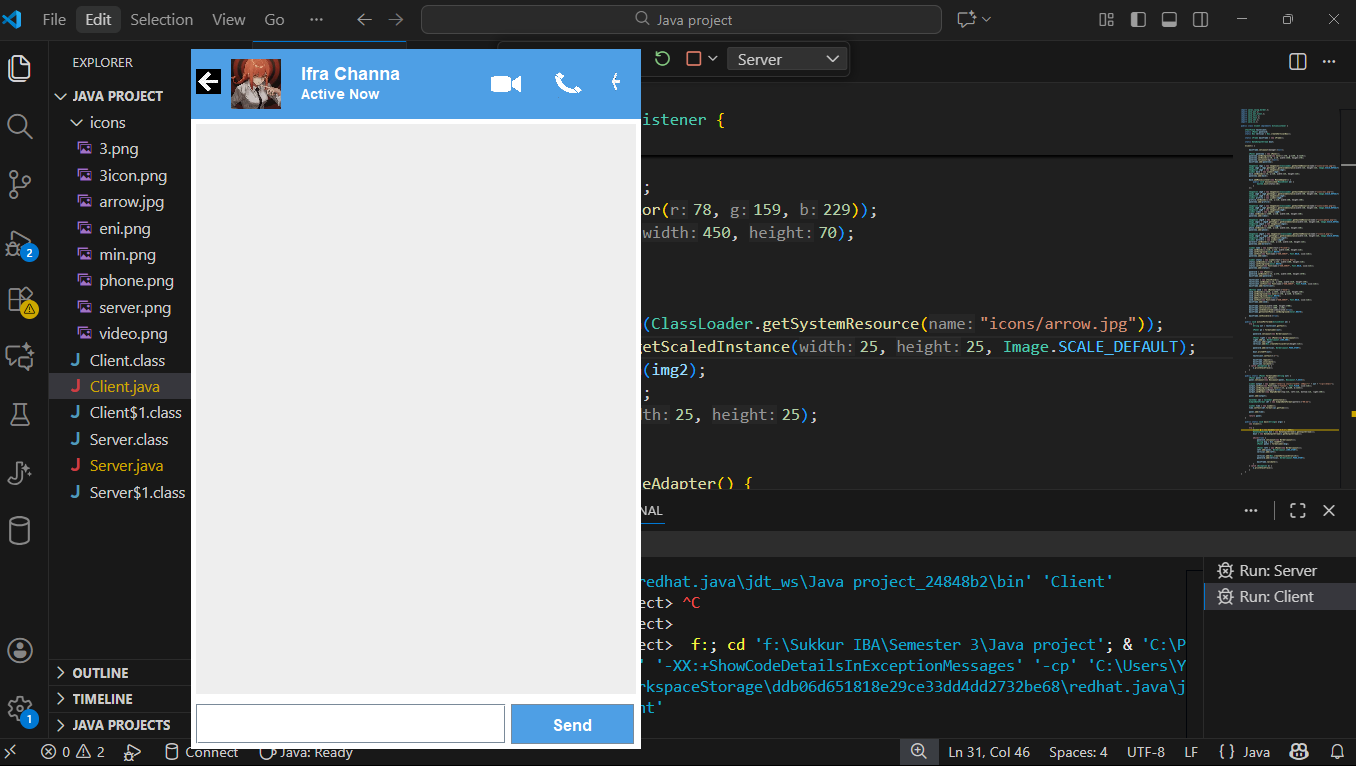 File Edit Selection View Go ··· Java project
EXPLORER
JAVA PROJECT
icons
3.png
3icon.png
arrow.jpg
eni.png
min.png
phone.png
server.png
video.png
Client.class
J Client.java
J Client$1.class
J Server.class
J Server.java
J Server$1.class
OUTLINE
TIMELINE
JAVA PROJECTS
2
1
Ifra Channa
Active Now
Send
Server
istener {
;
or(r: 78, g: 159, b: 229));
width: 450, height: 70);
(ClassLoader.getSystemResource(name: "icons/arrow.jpg"));
getScaledInstance(width: 25, height: 25, Image.SCALE_DEFAULT);
(img2);
;
th: 25, height: 25);
eAdapter() {
NAL
redhat.java\jdt_ws\Java project_24848b2\bin' 'Client'
ect> ^C
ect>
ect> f:; cd 'f:\Sukkur IBA\Semester 3\Java project'; & 'C:\P
' '-XX:+ShowCodeDetailsInExceptionMessages' '-cp' 'C:\Users\Y
rkspaceStorage\ddb06d651818e29ce33dd4dd2732be68\redhat.java\j
nt'
Run: Server
Run: Client
0 2 Connect Java: Ready Ln 31, Col 46 Spaces: 4 UTF-8 LF { } Java